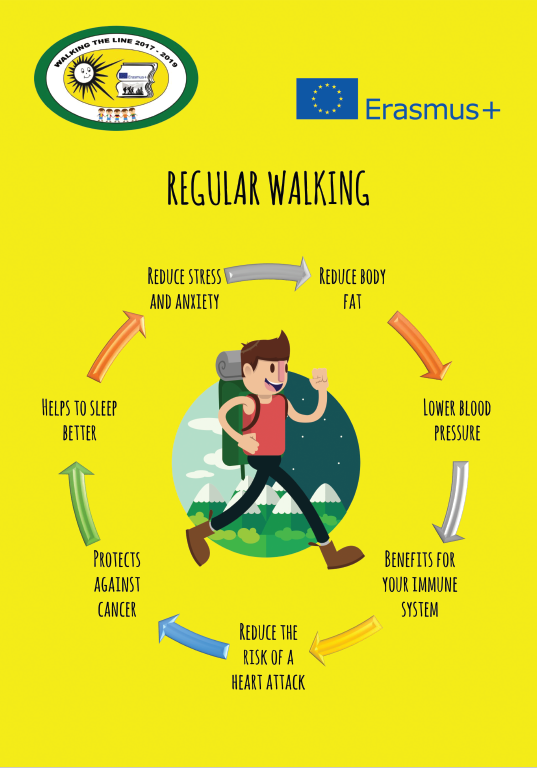 WALKING THE LINE 2017 - 2019
Erasmus+
REGULAR WALKING
REDUCE STRESS
AND ANXIETY
REDUCE BODY
FAT
LOWER BLOOD
PRESSURE
BENEFITS FOR
YOUR IMMUNE
SYSTEM
REDUCE THE
RISK OF A
HEART ATTACK
PROTECTS
AGAINST
CANCER
HELPS TO SLEEP
BETTER